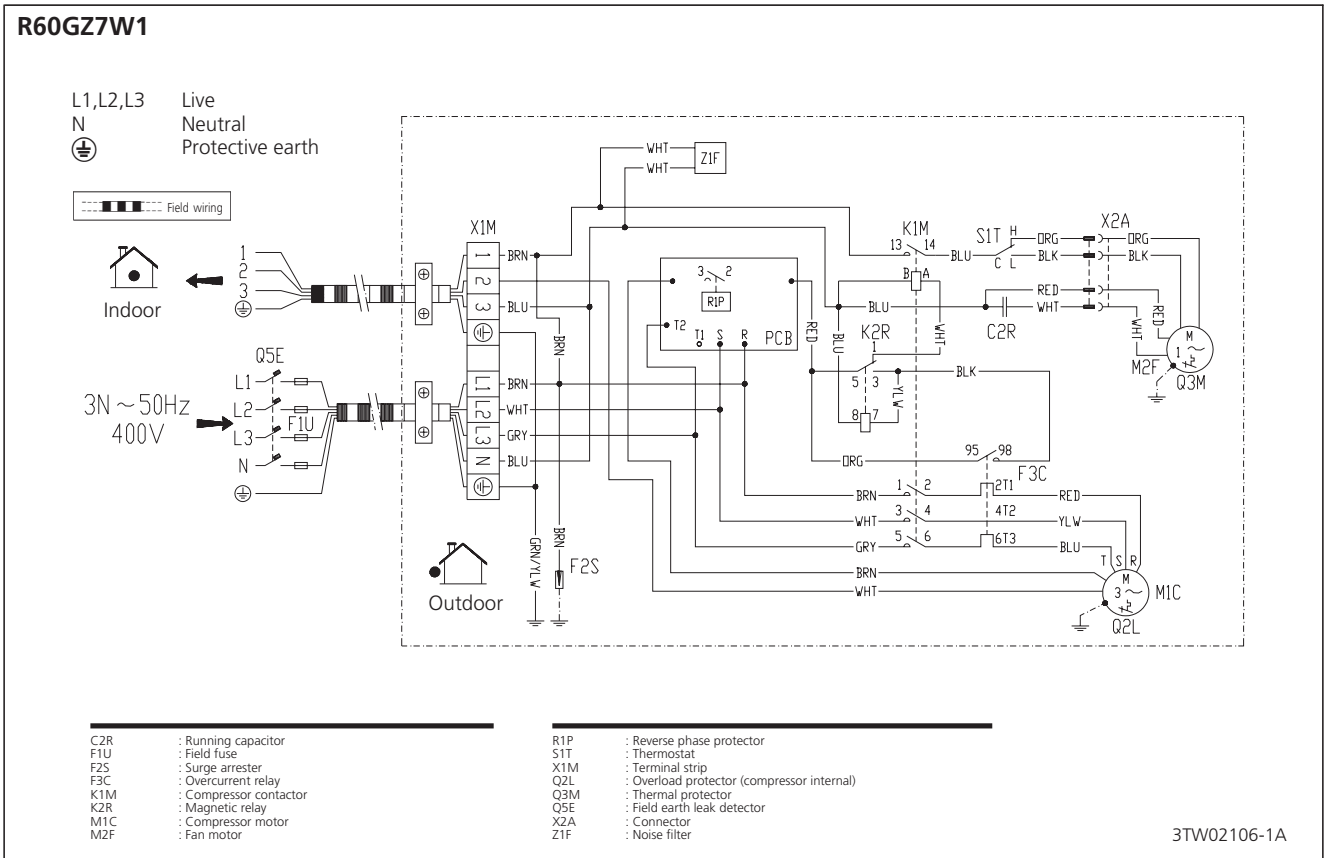 R60GZ7W1
L1,L2,L3 Live
N Neutral
Protective earth
Field wiring
Indoor
1
2
3
X1M
1
2
3
BRN
BLU
WHT
WHT
Z1F
BRN
3 2
R1P
T2
T1 S R
PCB
RED
K1M
13 14
B A
BLU
S1T
H
C L
ORG
BLK
X2A
ORG
BLK
BLU
BLU
K2R
1
5 3
8 7
WHT
YLW
C2R
RED
WHT
RED
WHT
M2F
M
1
Q3M
BLK
Q5E
L1
L2
L3
N
F1U
3N ~ 50Hz
400V
L1
L2
L3
N
BRN
WHT
GRY
BLU
ORG
95 98
F3C
BRN
1 2
2T1
RED
WHT
3 4
4T2
YLW
GRY
5 6
6T3
BLU
T S R
BRN
WHT
M
3 ~
M1C
Q2L
GRN/YLW
BRN
F2S
Outdoor
C2R : Running capacitor
F1U : Field fuse
F2S : Surge arrester
F3C : Overcurrent relay
K1M : Compressor contactor
K2R : Magnetic relay
M1C : Compressor motor
M2F : Fan motor
R1P : Reverse phase protector
S1T : Thermostat
X1M : Terminal strip
Q2L : Overload protector (compressor internal)
Q3M : Thermal protector
Q5E : Field earth leak detector
X2A : Connector
Z1F : Noise filter
3TW02106-1A